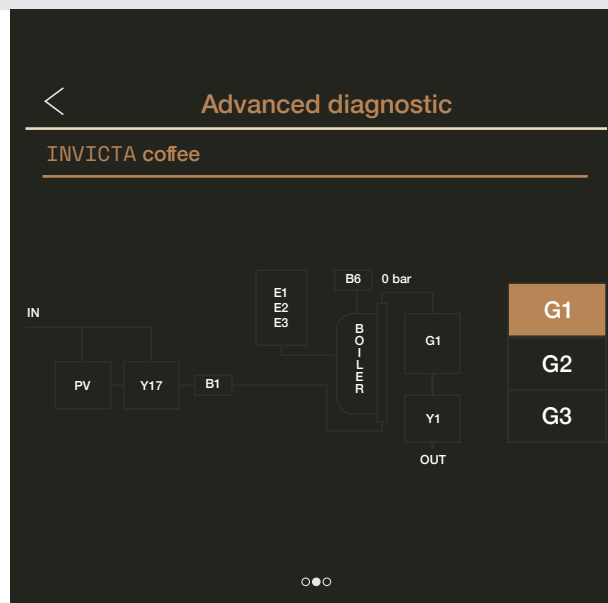 Advanced diagnostic
INVICTA coffee
B6 0 bar
E1
E2
E3
IN
BOILER
G1
G1
G2
G3
PV
Y17
B1
Y1
OUT